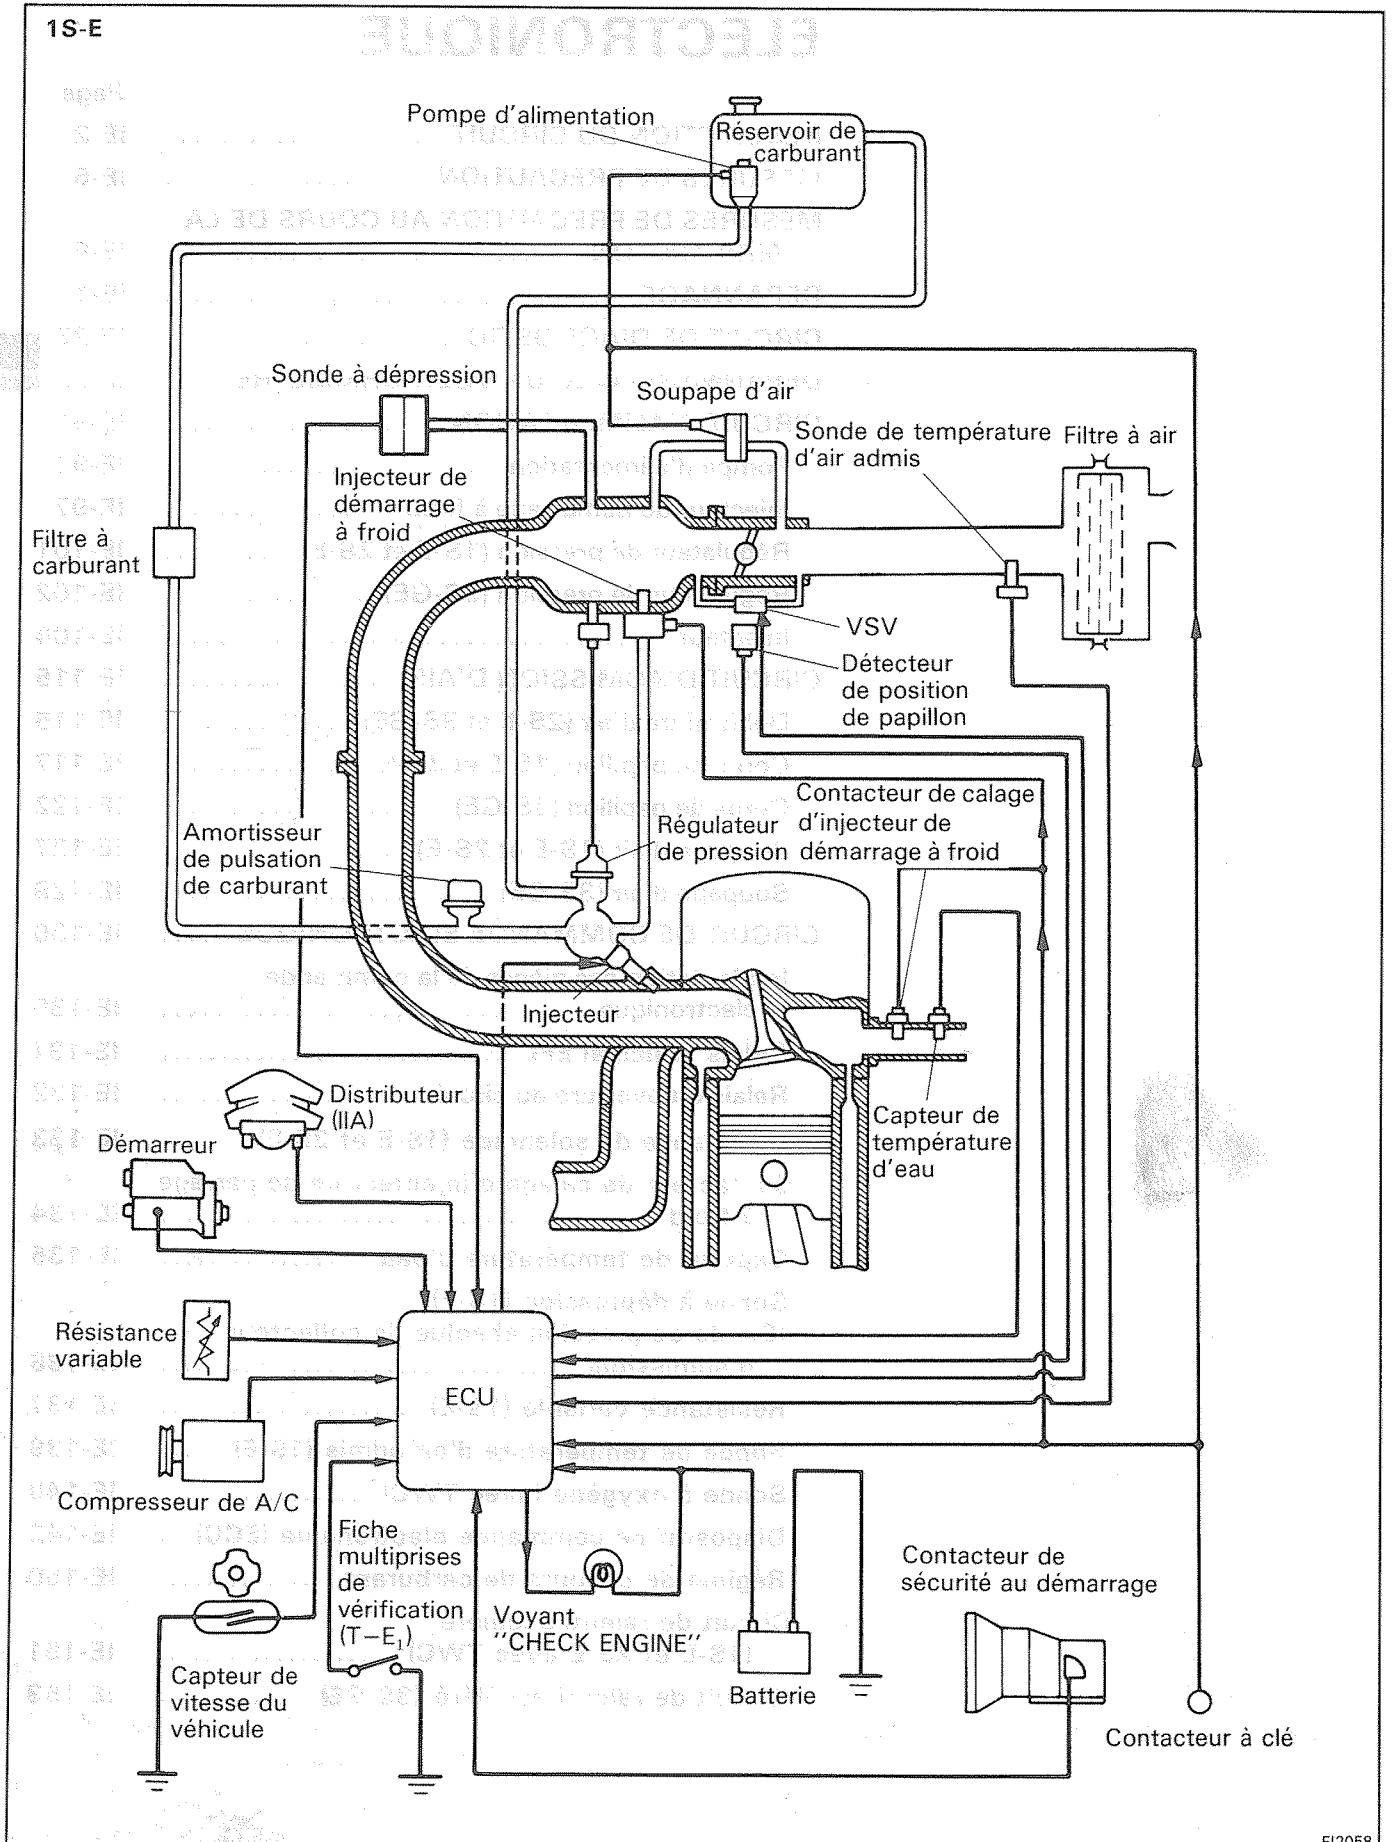 1S-E
Pompe d'alimentation
Réservoir de
carburant
Sonde à dépression
Soupape d'air
Sonde de température
d'air admis
Filtre à air
Injecteur de
démarrage
à froid
Filtre à
carburant
VSV
Détecteur
de position
de papillon
Contacteur de calage
d'injecteur de
démarrage à froid
Amortisseur
de pulsation
de carburant
Régulateur
de pression
Injecteur
Distributeur
(IIA)
Démarreur
Capteur de
température
d'eau
Résistance
variable
ECU
Compresseur de A/C
Fiche
multiprises
de
vérification
(T–E₁)
Voyant
"CHECK ENGINE"
Contacteur de
sécurité au démarrage
Capteur de
vitesse du
véhicule
Batterie
Contacteur à clé
FI2058